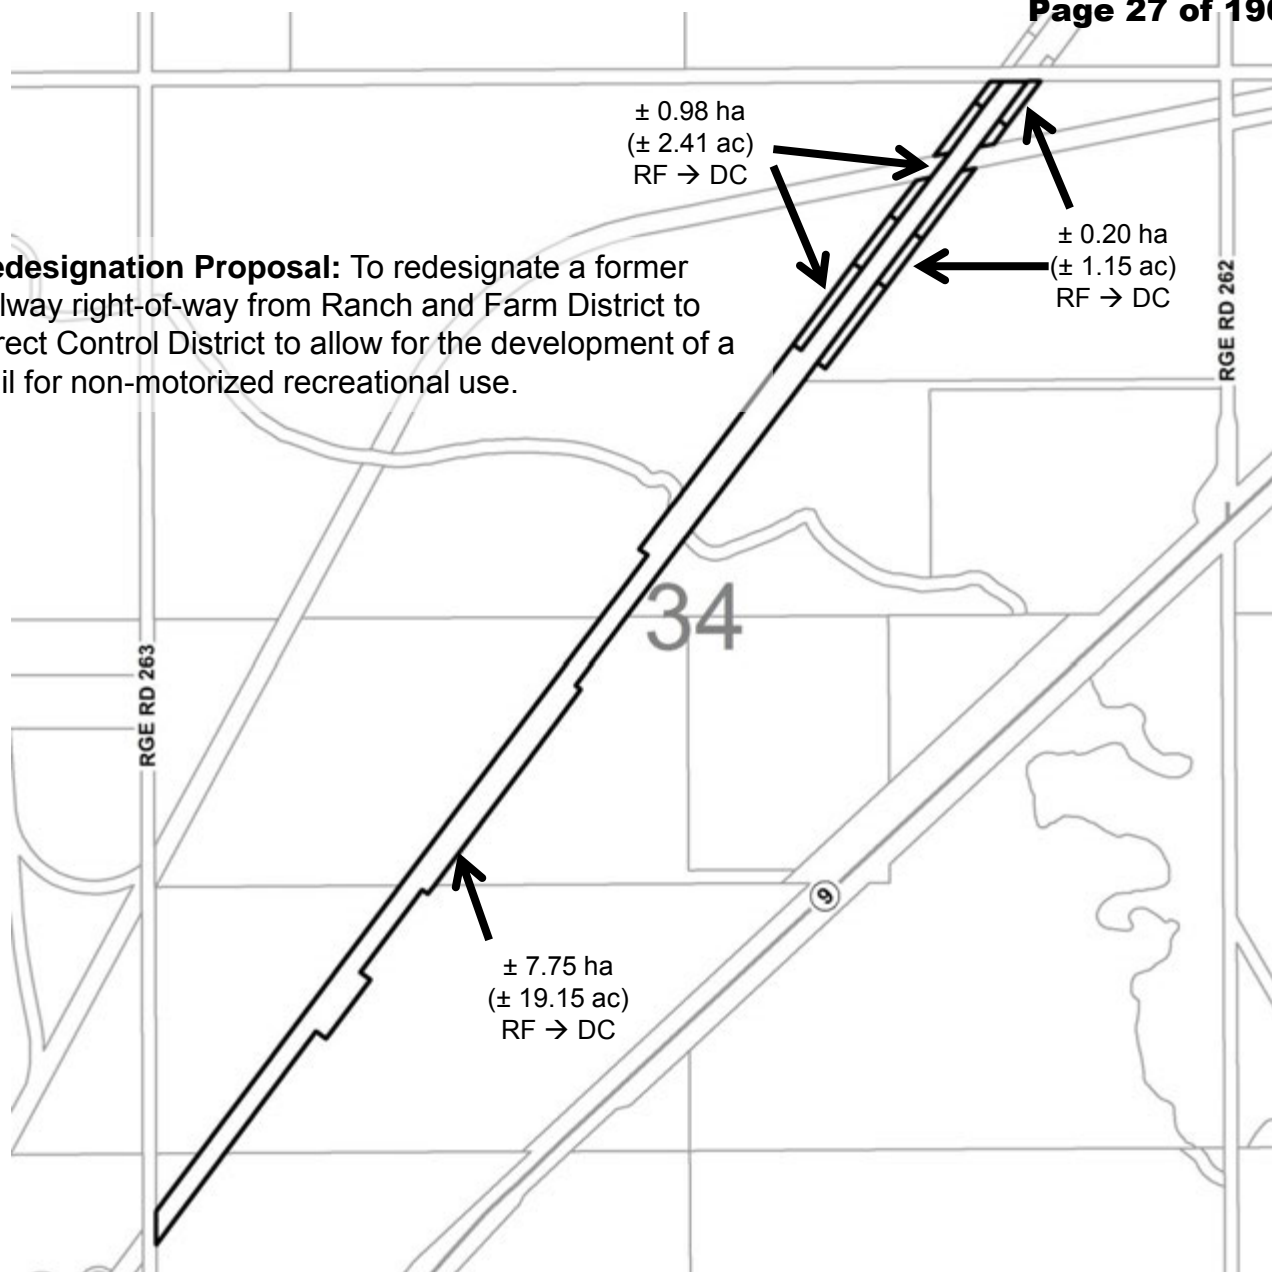 Page 27 of 190
± 0.98 ha
(± 2.41 ac)
RF → DC
± 0.20 ha
(± 1.15 ac)
RF → DC
edesignation Proposal: To redesignate a former
lway right-of-way from Ranch and Farm District to
rect Control District to allow for the development of a
il for non-motorized recreational use.
RGE RD 262
34
RGE RD 263
9
± 7.75 ha
(± 19.15 ac)
RF → DC